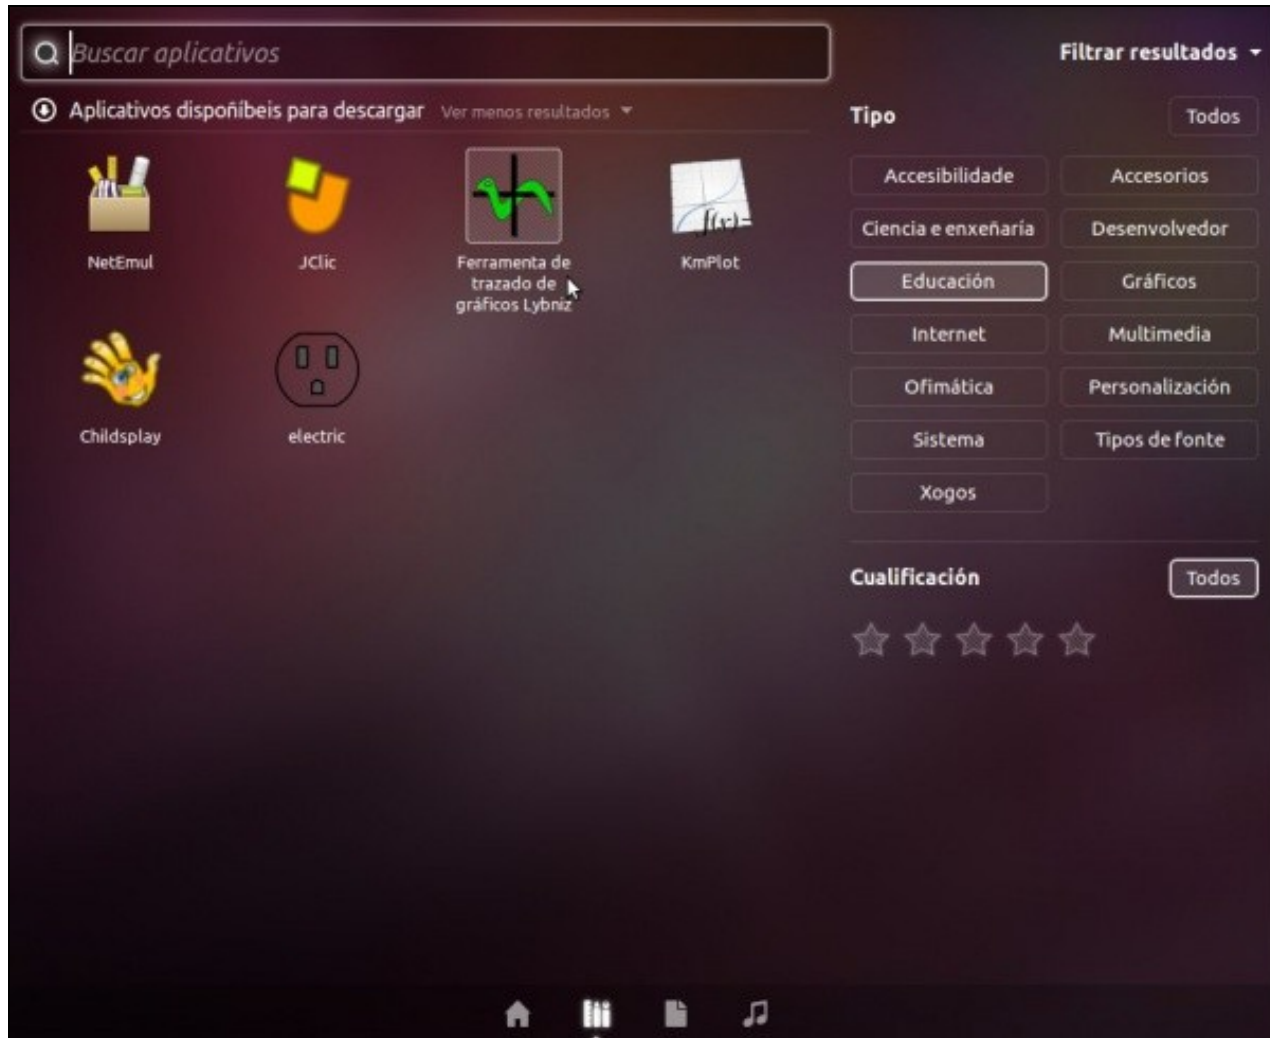 Buscar aplicativos
Filtrar resultados
Aplicativos dispoñíbeis para descargar Ver menos resultados
NetEmul
JClic
Ferramenta de
trazado de
gráficos Lybniz
KmPlot
f(x)=
Childsplay
electric
Tipo
Todos
Accesibilidade
Accesorios
Ciencia e enxeñaría
Desenvolvedor
Educación
Gráficos
Internet
Multimedia
Ofimática
Personalización
Sistema
Tipos de fonte
Xogos
Cualificación
Todos